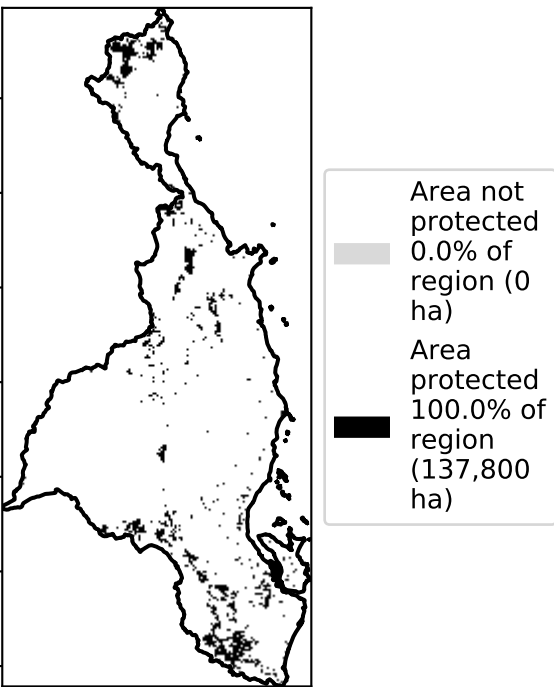 Area not
protected
0.0% of
region (0
ha)
Area
protected
100.0% of
region
(137,800
ha)